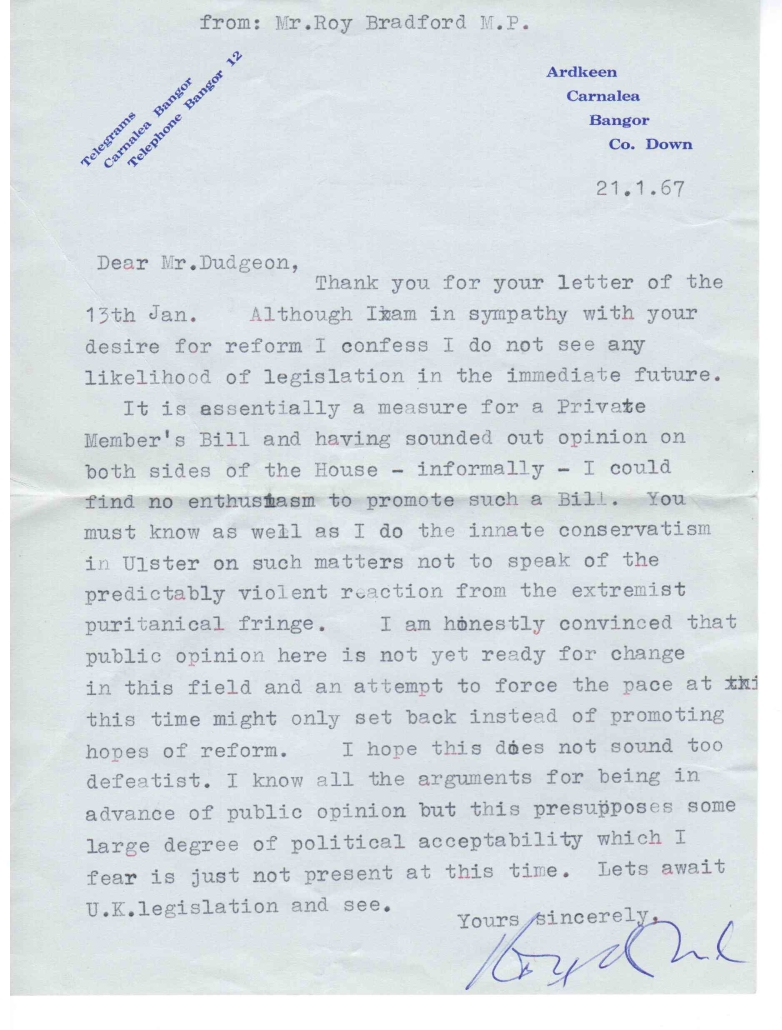 from: Mr.Roy Bradford M.P.
Telegrams
Carnalea Bangor
Telephone Bangor 12
Ardkeen
Carnalea
Bangor
Co. Down
21.1.67
Dear Mr.Dudgeon,
Thank you for your letter of the
13th Jan. Although I am in sympathy with your
desire for reform I confess I do not see any
likelihood of legislation in the immediate future.
It is essentially a measure for a Private
Member's Bill and having sounded out opinion on
both sides of the House - informally - I could
find no enthusiasm to promote such a Bill. You
must know as well as I do the innate conservatism
in Ulster on such matters not to speak of the
predictably violent reaction from the extremist
puritanical fringe. I am honestly convinced that
public opinion here is not yet ready for change
in this field and an attempt to force the pace at
this time might only set back instead of promoting
hopes of reform. I hope this does not sound too
defeatist. I know all the arguments for being in
advance of public opinion but this presupposes some
large degree of political acceptability which I
fear is just not present at this time. Lets await
U.K.legislation and see.
Yours sincerely,